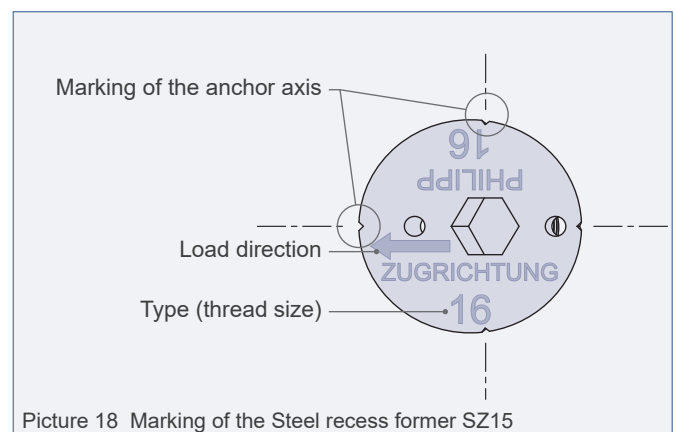 Marking of the anchor axis
16
PHILIPP
Load direction
ZUGRICHTUNG
Type (thread size)
16
Picture 18 Marking of the Steel recess former SZ15